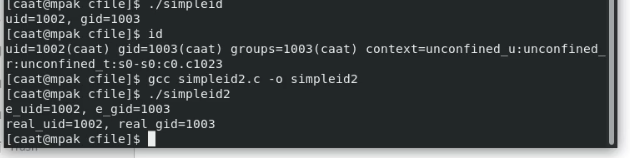 [caat@mpak cfile]$ ./simpleid
uid=1002, gid=1003
[caat@mpak cfile]$ id
uid=1002(caat) gid=1003(caat) groups=1003(caat) context=unconfined_u:unconfined_
r:unconfined_t:s0-s0:c0.c1023
[caat@mpak cfile]$ gcc simpleid2.c -o simpleid2
[caat@mpak cfile]$ ./simpleid2
e_uid=1002, e_gid=1003
real_uid=1002, real_gid=1003
[caat@mpak cfile]$